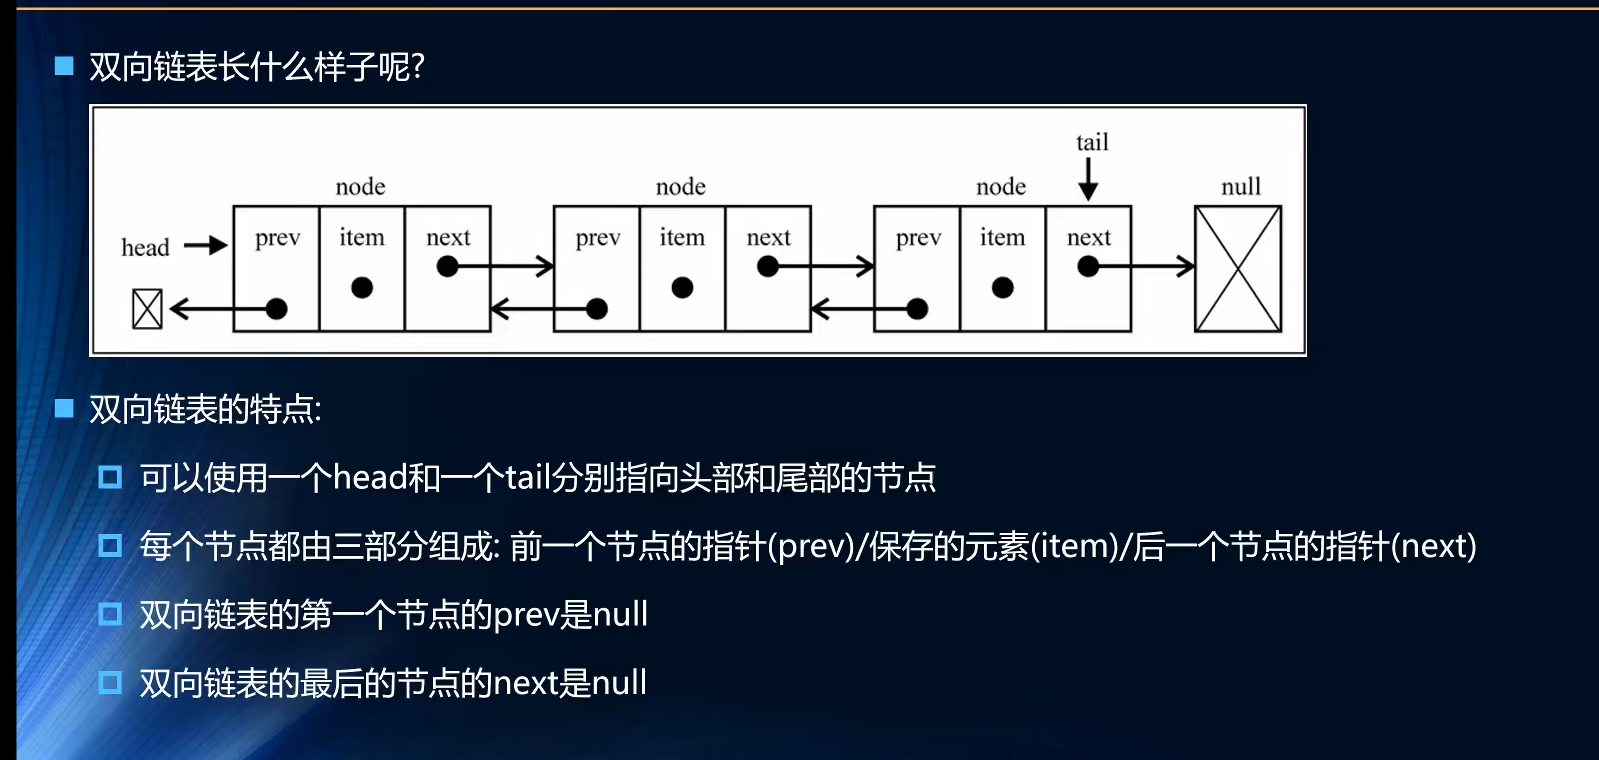 双向链表长什么样子呢?
tail
node node node null
head prev item next prev item next prev item next
双向链表的特点:
可以使用一个head和一个tail分别指向头部和尾部的节点
每个节点都由三部分组成: 前一个节点的指针(prev)/保存的元素(item)/后一个节点的指针(next)
双向链表的第一个节点的prev是null
双向链表的最后的节点的next是null